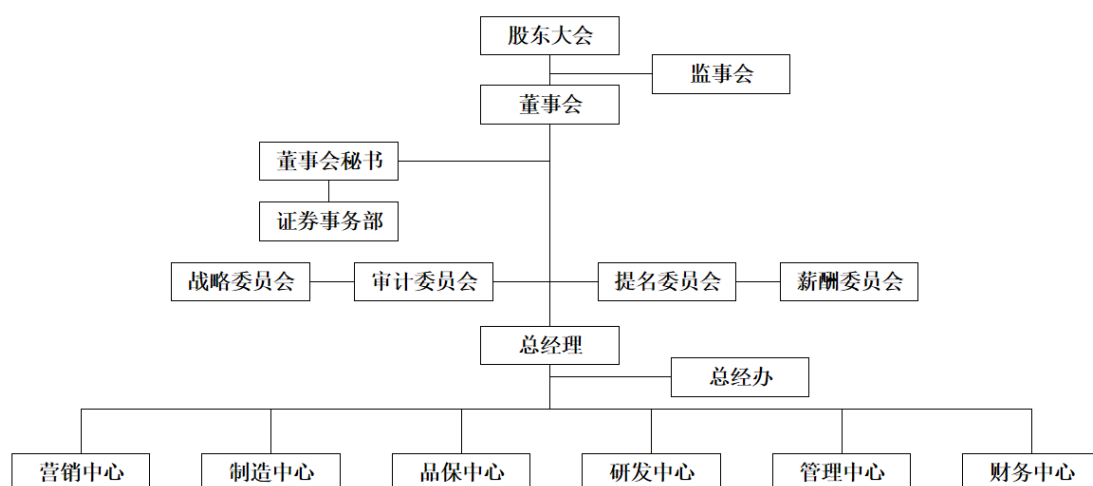 股东大会
监事会
董事会
董事会秘书
证券事务部
战略委员会
审计委员会
提名委员会
薪酬委员会
总经理
总经办
营销中心
制造中心
品保中心
研发中心
管理中心
财务中心